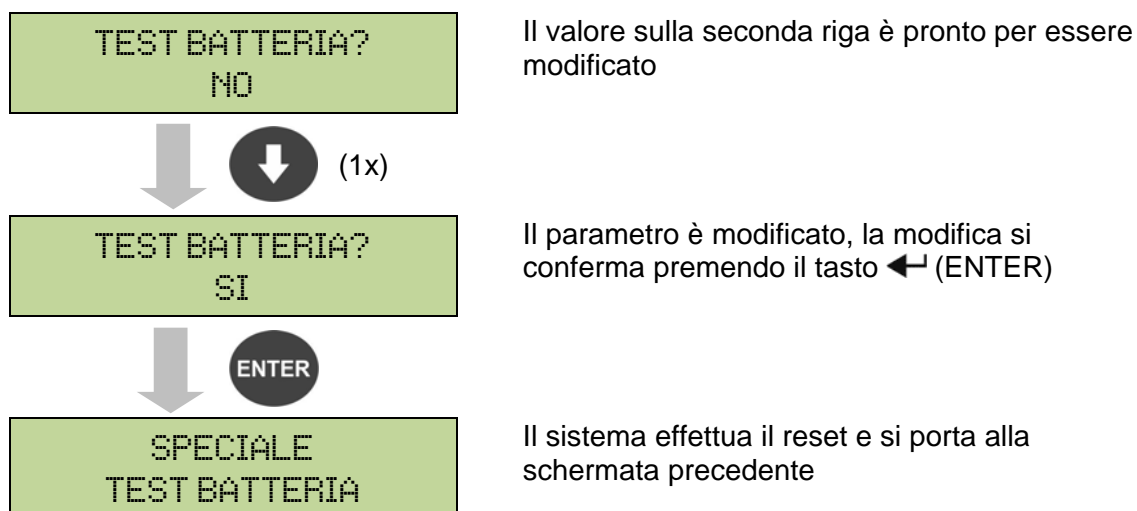 TEST BATTERIA?
NO
Il valore sulla seconda riga è pronto per essere
modificato
(1x)
TEST BATTERIA?
SI
Il parametro è modificato, la modifica si
conferma premendo il tasto (ENTER)
ENTER
SPECIALE
TEST BATTERIA
Il sistema effettua il reset e si porta alla
schermata precedente